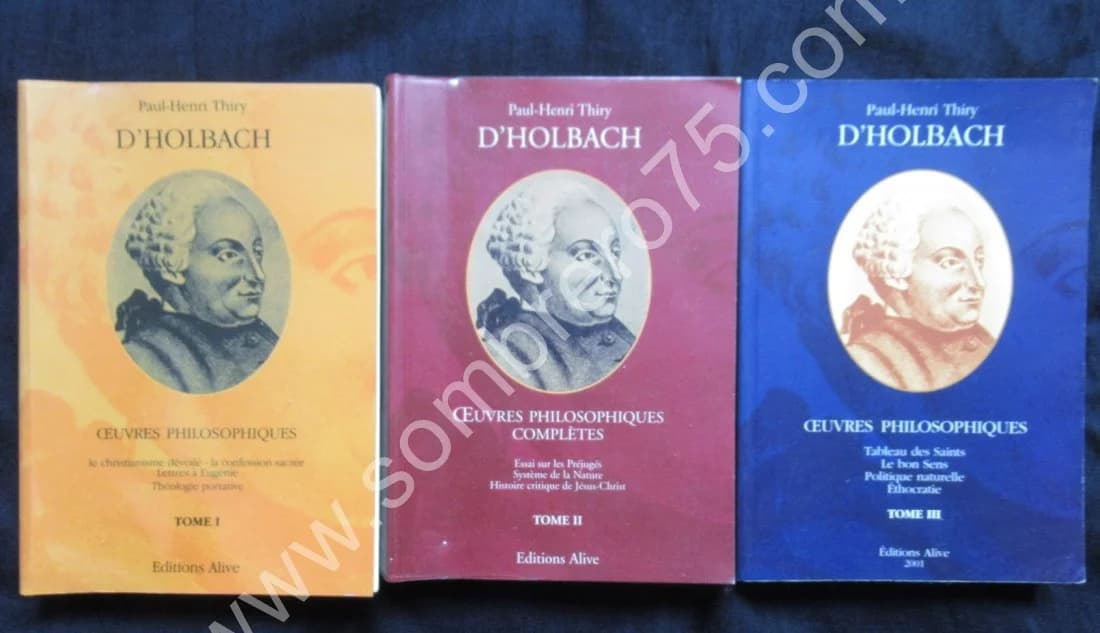 Paul-Henri Thiry
D'HOLBACH
ŒUVRES PHILOSOPHIQUES
le christianisme dévoilé - la confession sacrée
Lettres à Eugénie
Théologie portative
TOME I
Editions Alive
Paul-Henri Thiry
D'HOLBACH
ŒUVRES PHILOSOPHIQUES
COMPLÈTES
Essai sur les Préjugés
Système de la Nature
Histoire critique de Jésus-Christ
TOME II
Editions Alive
Paul-Henri Thiry
D'HOLBACH
ŒUVRES PHILOSOPHIQUES
Tableau des Saints
Le bon Sens
Politique naturelle
Éthocratie
TOME III
Éditions Alive
2001
www.sombrero75.com